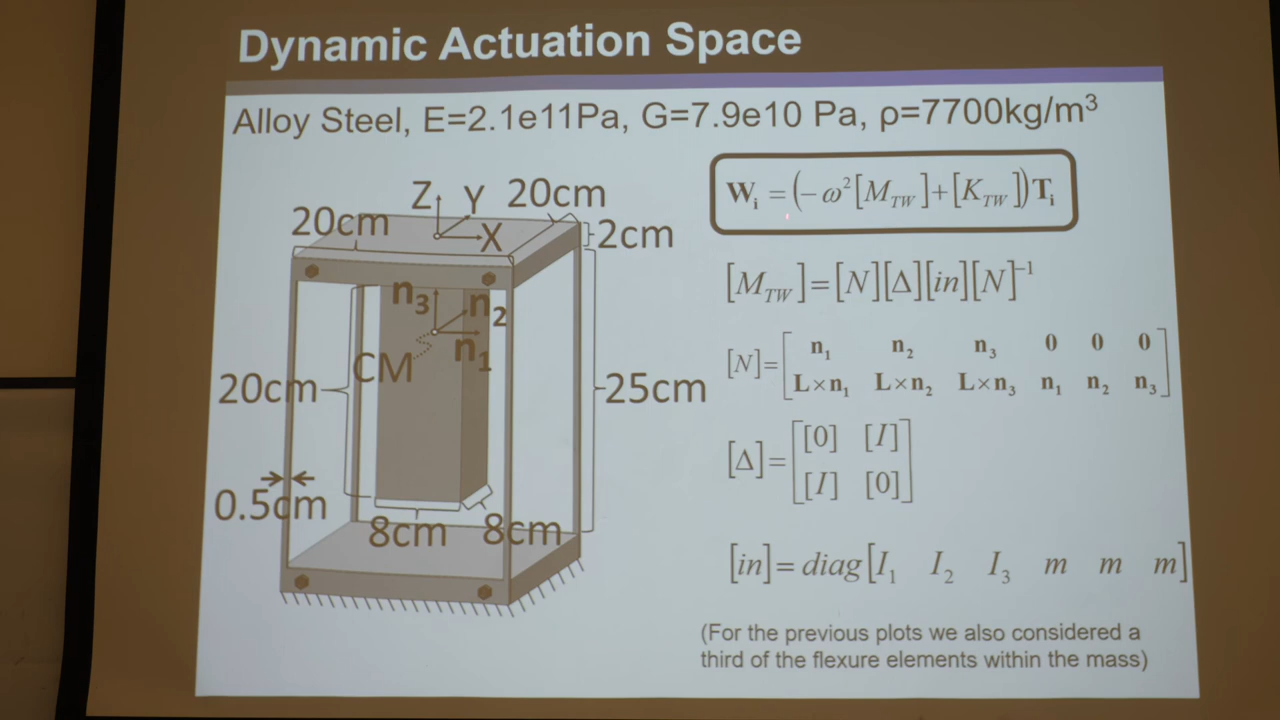 Dynamic Actuation Space
Alloy Steel, E=2.1e11Pa, G=7.9e10 Pa, ρ=7700kg/m³
Z Y 20cm
20cm X 2cm
n₃ n₂
CM n₁
20cm 25cm
0.5cm
8cm 8cm
Wᵢ = (−ω²[M_TW]+[K_TW])Tᵢ
[M_TW]=[N][Δ][in][N]⁻¹
[N]=[n₁ n₂ n₃ 0 0 0
L×n₁ L×n₂ L×n₃ n₁ n₂ n₃]
[Δ]=[[0] [I]
[I] [0]]
[in]= diag[I₁ I₂ I₃ m m m]
(For the previous plots we also considered a
third of the flexure elements within the mass)